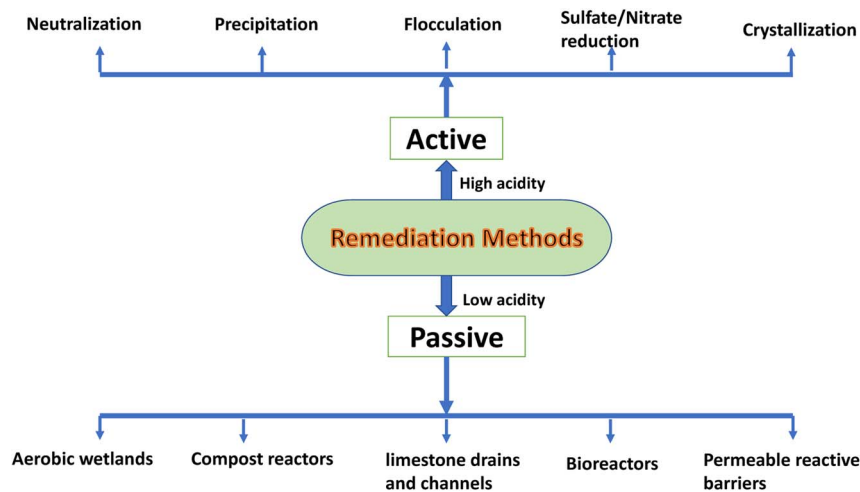 Neutralization
Precipitation
Flocculation
Sulfate/Nitrate
reduction
Crystallization
Active
High acidity
Remediation Methods
Low acidity
Passive
Aerobic wetlands
Compost reactors
limestone drains
and channels
Bioreactors
Permeable reactive
barriers